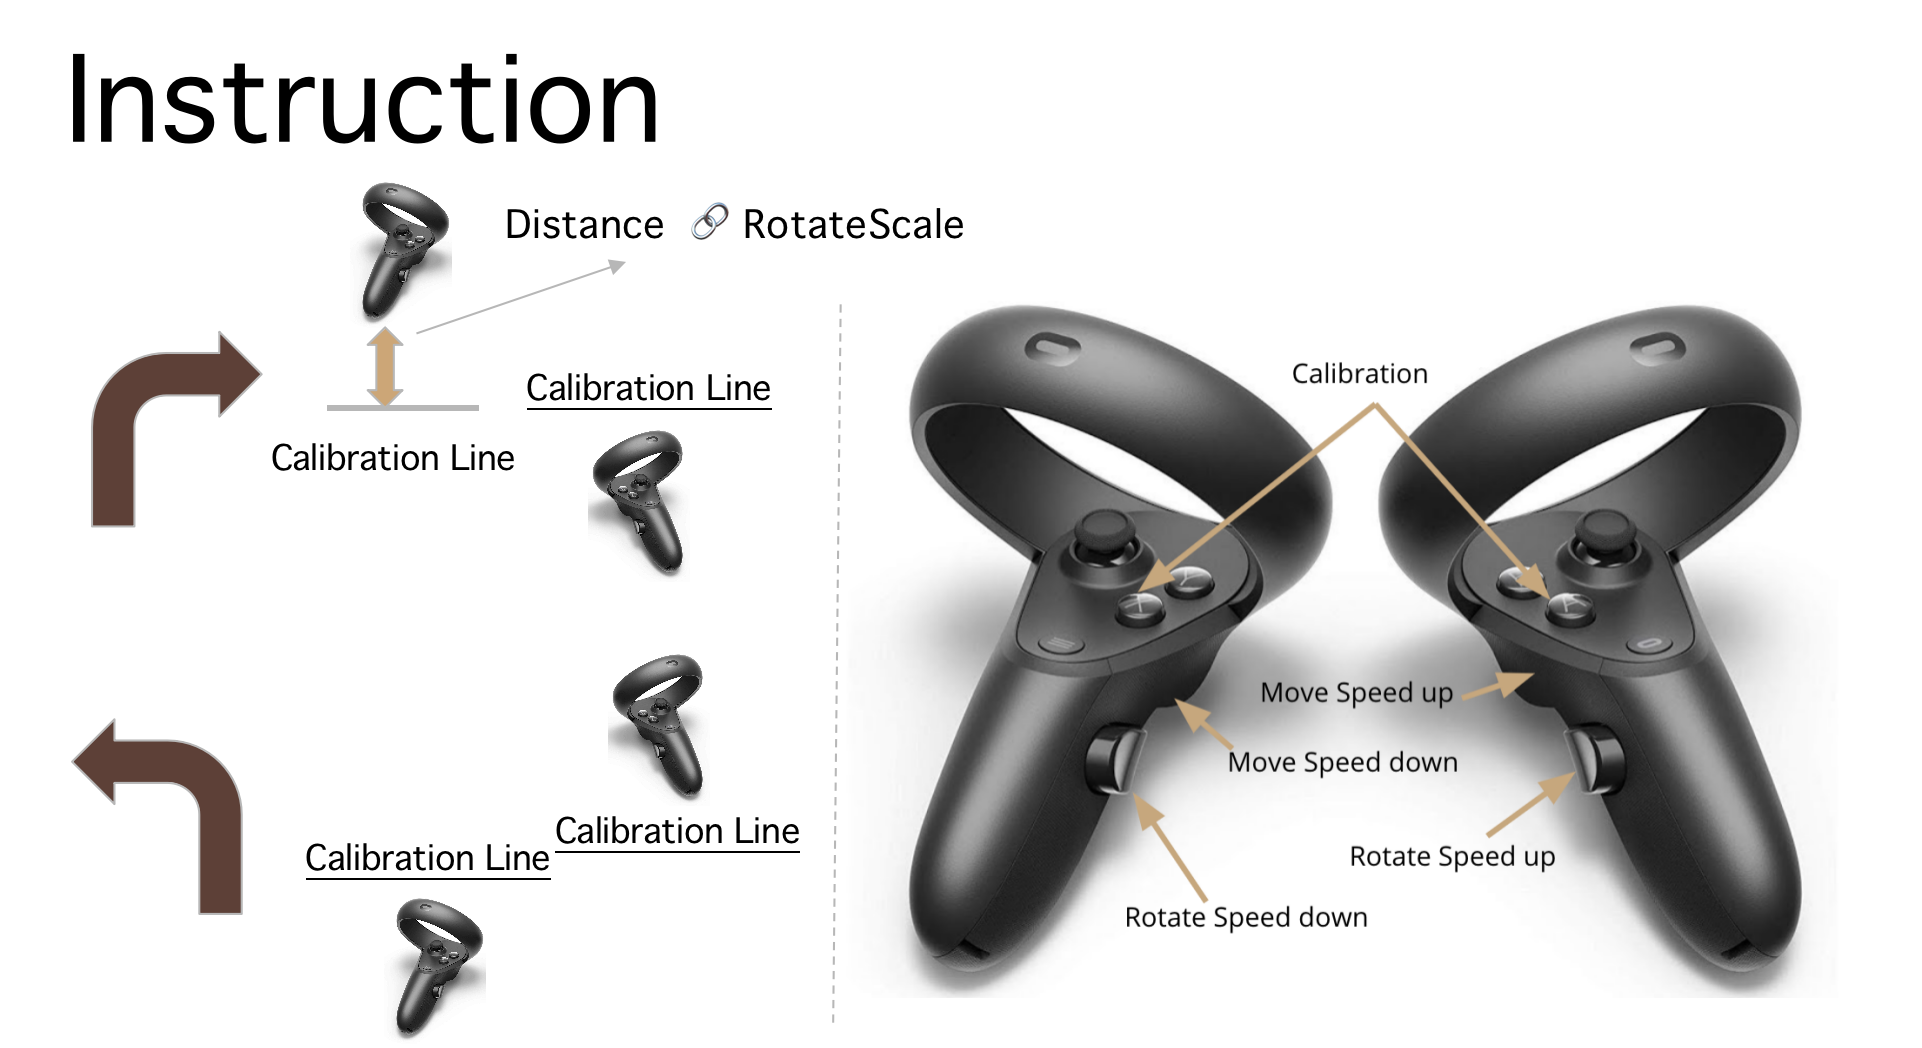 Instruction
Distance 🔗 RotateScale
Calibration Line
Calibration Line
Calibration Line
Calibration Line
Calibration
Y
X
A
Move Speed up
Move Speed down
Rotate Speed up
Rotate Speed down